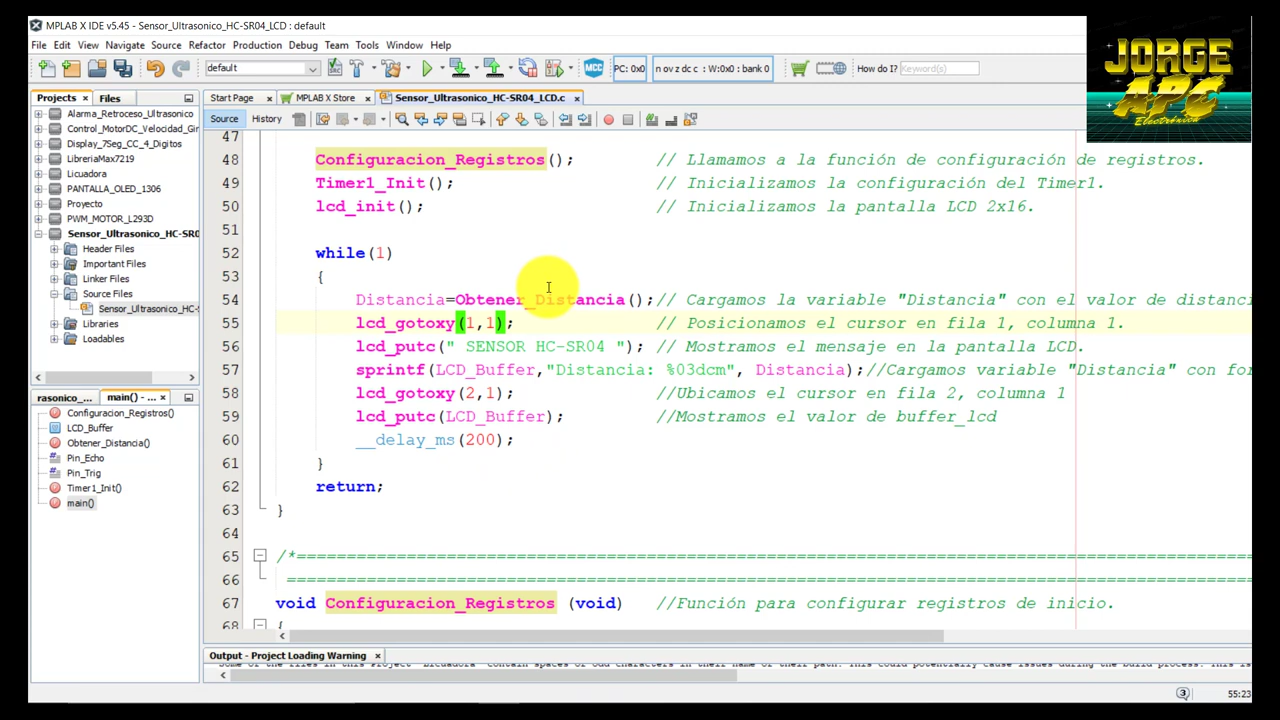 MPLAB X IDE v5.45 - Sensor_Ultrasonico_HC-SR04_LCD : default
File Edit View Navigate Source Refactor Production Debug Team Tools Window Help
default PC: 0x0 n ov z dc c : W:0x0 : bank 0 How do I? Keyword(s)
JORGE
APC
Electrónica
Projects Files
Start Page MPLAB X Store Sensor_Ultrasonico_HC-SR04_LCD.c
Source History
Alarma_Retroceso_Ultrasonico
Control_MotorDC_Velocidad_Gir
Display_7Seg_CC_4_Digitos
LibreriaMax7219
Licuadora
PANTALLA_OLED_1306
Proyecto
PWM_MOTOR_L293D
Sensor_Ultrasonico_HC-SR0
Header Files
Important Files
Linker Files
Source Files
Sensor_Ultrasonico_HC-S
Libraries
Loadables
rasonico_... main() - ...
Configuracion_Registros()
LCD_Buffer
Obtener_Distancia()
Pin_Echo
Pin_Trig
Timer1_Init()
main()
47
48 Configuracion_Registros(); // Llamamos a la función de configuración de registros.
49 Timer1_Init(); // Inicializamos la configuración del Timer1.
50 lcd_init(); // Inicializamos la pantalla LCD 2x16.
51
52 while(1)
53 {
54 Distancia=Obtener_Distancia();// Cargamos la variable "Distancia" con el valor de distanci
55 lcd_gotoxy(1,1); // Posicionamos el cursor en fila 1, columna 1.
56 lcd_putc(" SENSOR HC-SR04 "); // Mostramos el mensaje en la pantalla LCD.
57 sprintf(LCD_Buffer,"Distancia: %03dcm", Distancia);//Cargamos variable "Distancia" con for
58 lcd_gotoxy(2,1); //Ubicamos el cursor en fila 2, columna 1
59 lcd_putc(LCD_Buffer); //Mostramos el valor de buffer_lcd
60 __delay_ms(200);
61 }
62 return;
63 }
64
65 /*==================================================================================
66 ==================================================================================
67 void Configuracion_Registros (void) //Función para configurar registros de inicio.
68 {
Output - Project Loading Warning
3 55:23